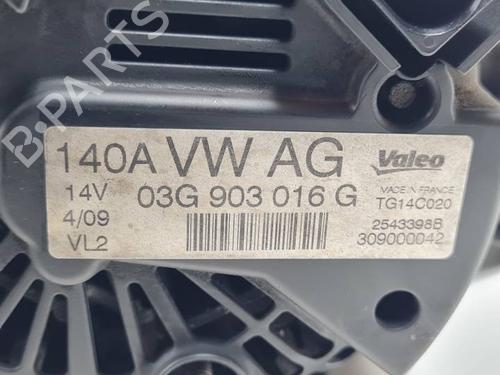 B-PARTS
140A VW AG Valeo
14V 03G 903 016 G MADE IN FRANCE
TG14C020
4/09 2543398B
VL2 309000042